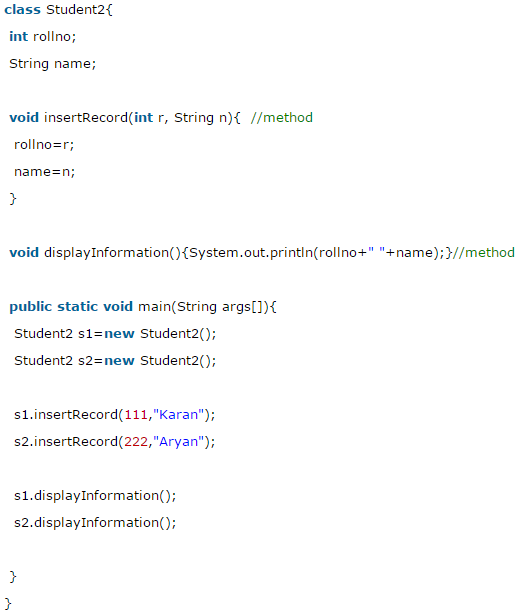 class Student2{
int rollno;
String name;
void insertRecord(int r, String n){  //method
rollno=r;
name=n;
}
void displayInformation(){System.out.println(rollno+" "+name);}//method
public static void main(String args[]){
Student2 s1=new Student2();
Student2 s2=new Student2();
s1.insertRecord(111,"Karan");
s2.insertRecord(222,"Aryan");
s1.displayInformation();
s2.displayInformation();
}
}